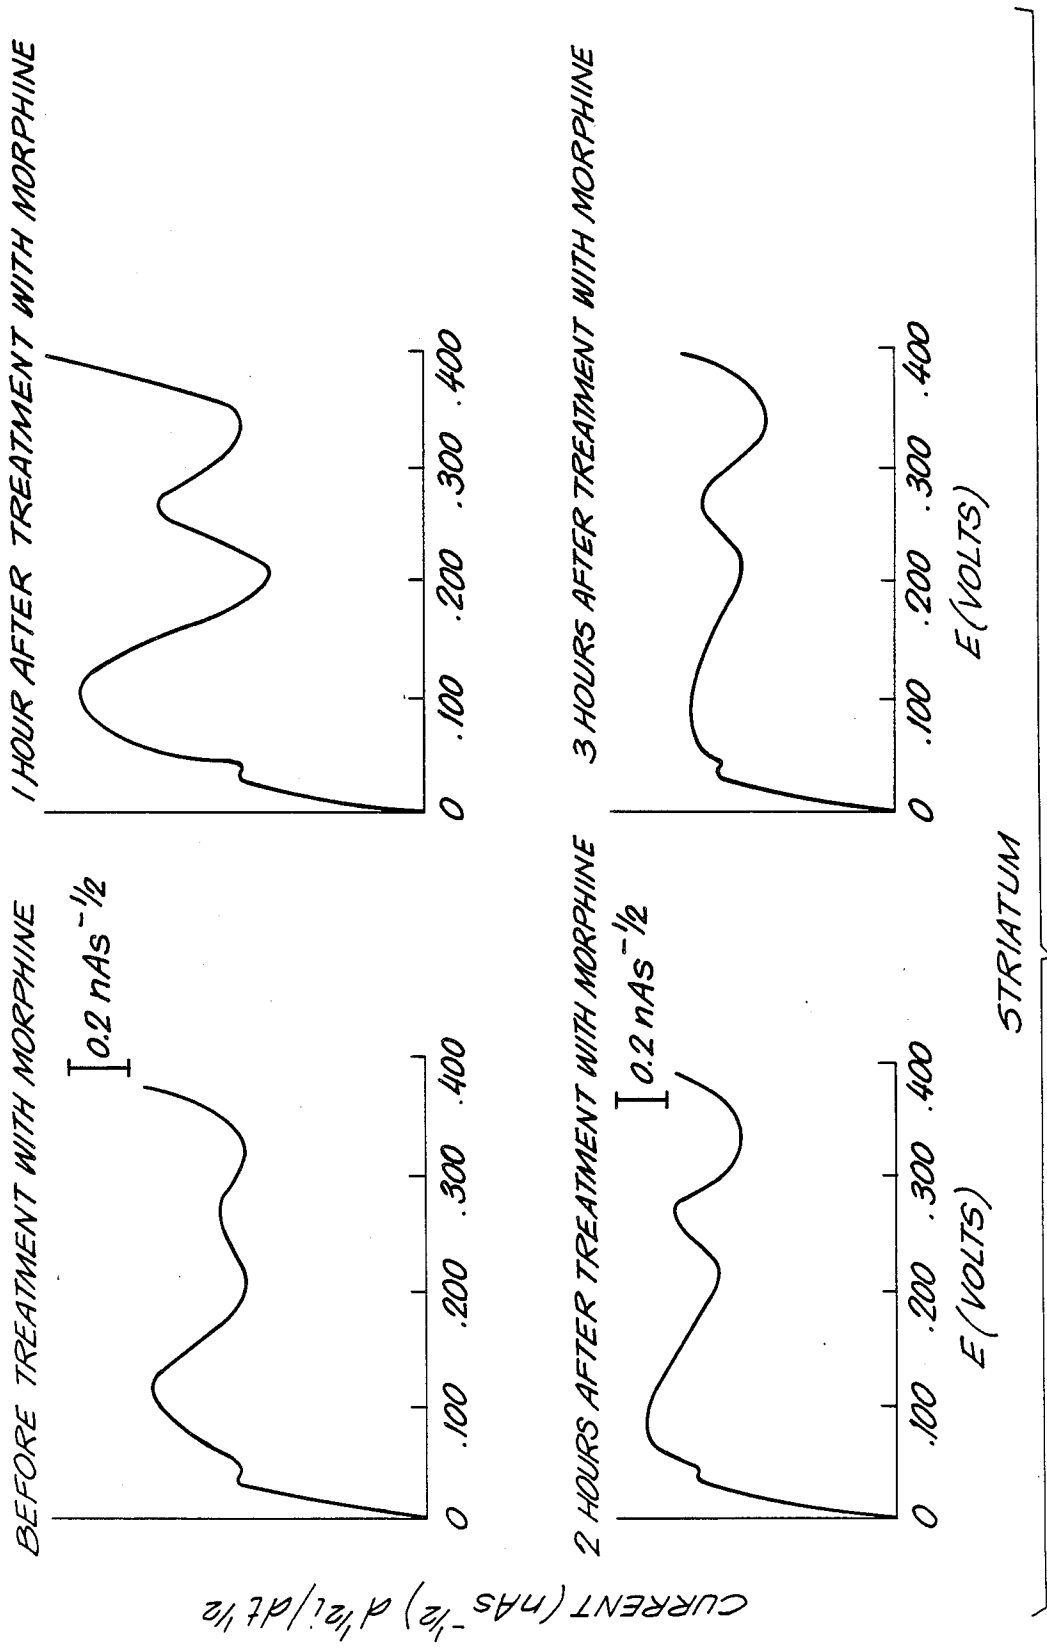 BEFORE TREATMENT WITH MORPHINE
0.2 nAs⁻¹/²
0 .100 .200 .300 .400
1 HOUR AFTER TREATMENT WITH MORPHINE
0 .100 .200 .300 .400
CURRENT (nAs⁻¹/²) d¹/²i/dt¹/²
2 HOURS AFTER TREATMENT WITH MORPHINE
0.2 nAs⁻¹/²
0 .100 .200 .300 .400
E (VOLTS)
3 HOURS AFTER TREATMENT WITH MORPHINE
0 .100 .200 .300 .400
E (VOLTS)
STRIATUM